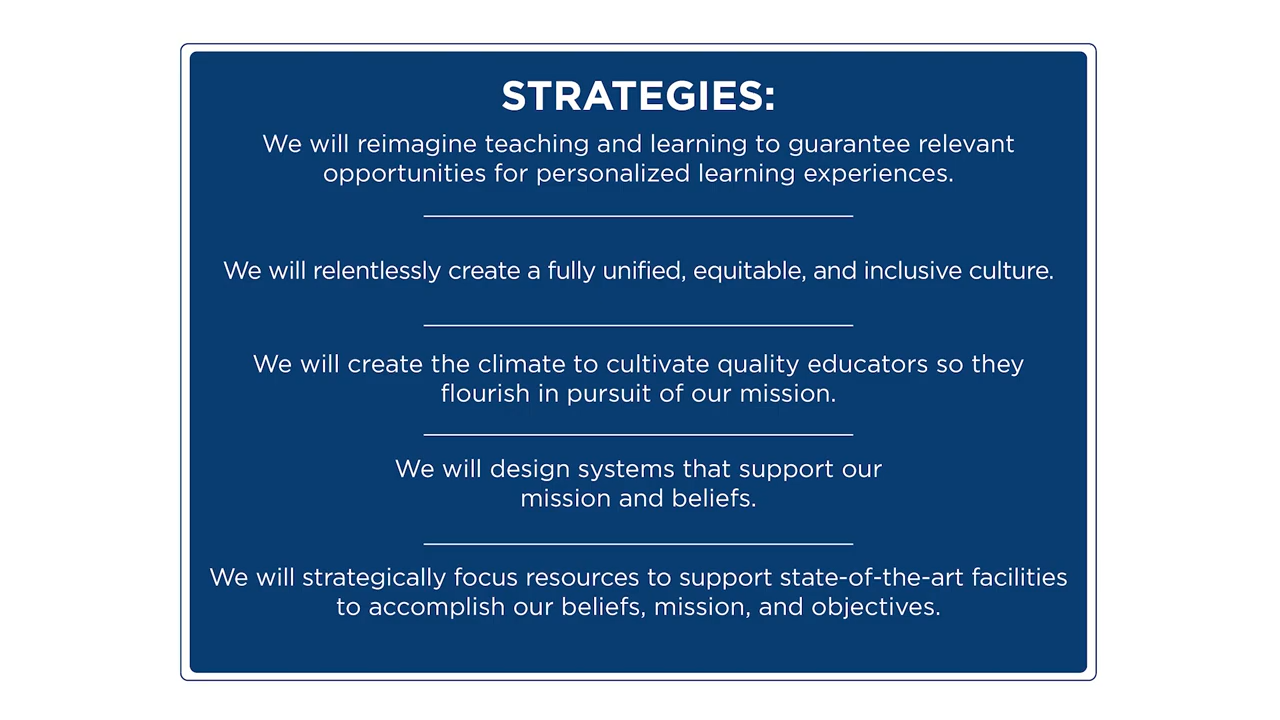 STRATEGIES:
We will reimagine teaching and learning to guarantee relevant
opportunities for personalized learning experiences.
We will relentlessly create a fully unified, equitable, and inclusive culture.
We will create the climate to cultivate quality educators so they
flourish in pursuit of our mission.
We will design systems that support our
mission and beliefs.
We will strategically focus resources to support state-of-the-art facilities
to accomplish our beliefs, mission, and objectives.